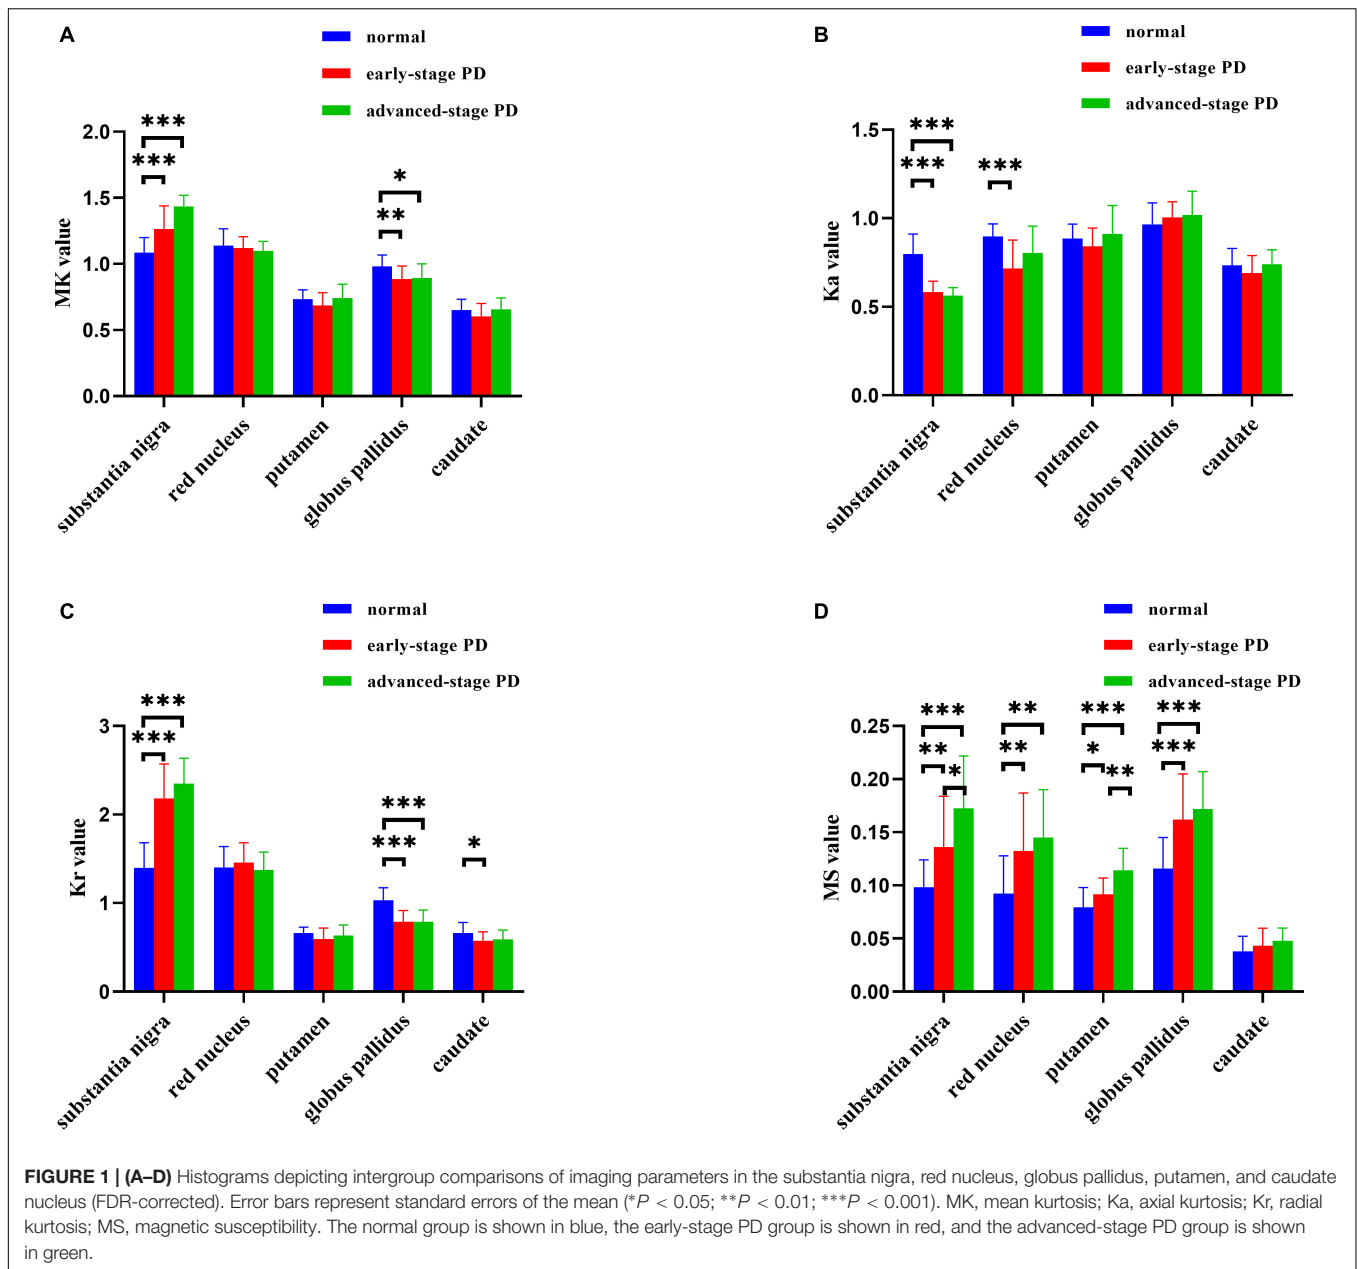 A
normal
early-stage PD
advanced-stage PD
MK value
2.0
1.5
1.0
0.5
0.0
***
***
*
**
substantia nigra
red nucleus
putamen
globus pallidus
caudate
B
normal
early-stage PD
advanced-stage PD
Ka value
1.5
1.0
0.5
0.0
***
***
***
substantia nigra
red nucleus
putamen
globus pallidus
caudate
C
normal
early-stage PD
advanced-stage PD
Kr value
3
2
1
0
***
***
***
***
*
substantia nigra
red nucleus
putamen
globus pallidus
caudate
D
normal
early-stage PD
advanced-stage PD
MS value
0.25
0.20
0.15
0.10
0.05
0.00
***
**
*
**
**
***
*
**
***
***
substantia nigra
red nucleus
putamen
globus pallidus
caudate
FIGURE 1 | (A–D) Histograms depicting intergroup comparisons of imaging parameters in the substantia nigra, red nucleus, globus pallidus, putamen, and caudate
nucleus (FDR-corrected). Error bars represent standard errors of the mean (*P < 0.05; **P < 0.01; ***P < 0.001). MK, mean kurtosis; Ka, axial kurtosis; Kr, radial
kurtosis; MS, magnetic susceptibility. The normal group is shown in blue, the early-stage PD group is shown in red, and the advanced-stage PD group is shown
in green.